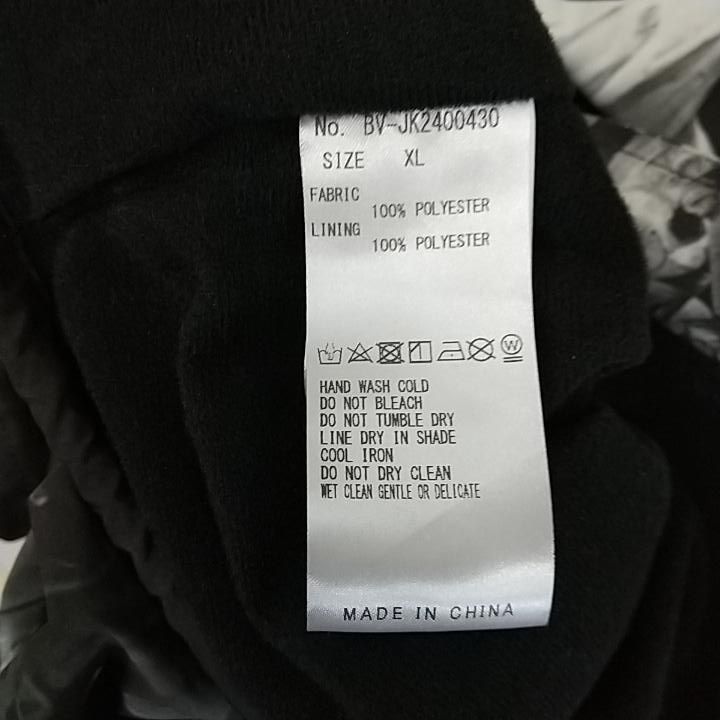 No. BV-JK2400430
SIZE XL
FABRIC
100% POLYESTER
LINING
100% POLYESTER
W
HAND WASH COLD
DO NOT BLEACH
DO NOT TUMBLE DRY
LINE DRY IN SHADE
COOL IRON
DO NOT DRY CLEAN
WET CLEAN GENTLE OR DELICATE
MADE IN CHINA